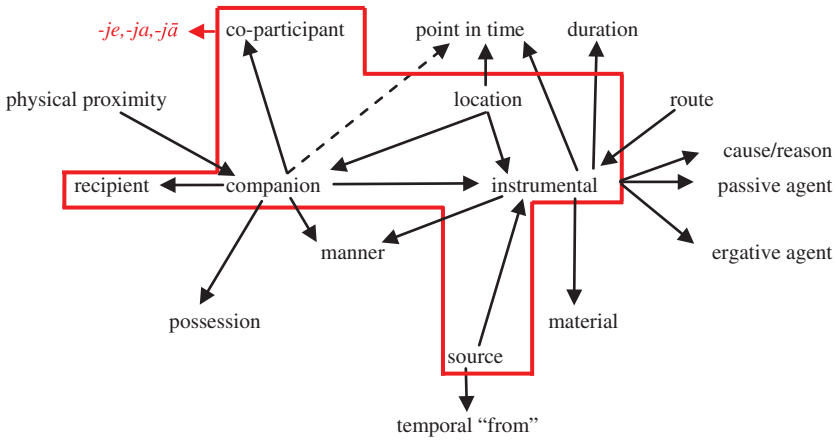 -je,-ja,-jā co-participant point in time duration
physical proximity location route
cause/reason
recipient companion instrumental passive agent
manner ergative agent
possession material
source
temporal “from”